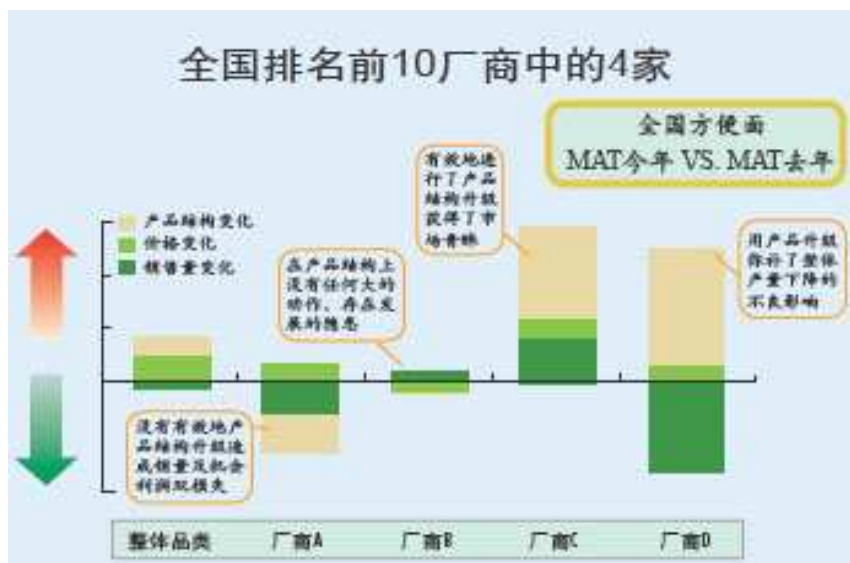 全国排名前10厂商中的4家
全国方便面
MAT今年 VS. MAT去年
有效地进
行了产品
结构升级
获得了市
场青睐
产品结构变化
价格变化
销售量变化
在产品结构上
没有任何大的
动作，存在发
展的隐患
用产品升级
弥补了整体
产量下降的
不良影响
没有有效地产
品结构升级造
成销量及机会
利润双损失
整体品类
厂商A
厂商B
厂商C
厂商D